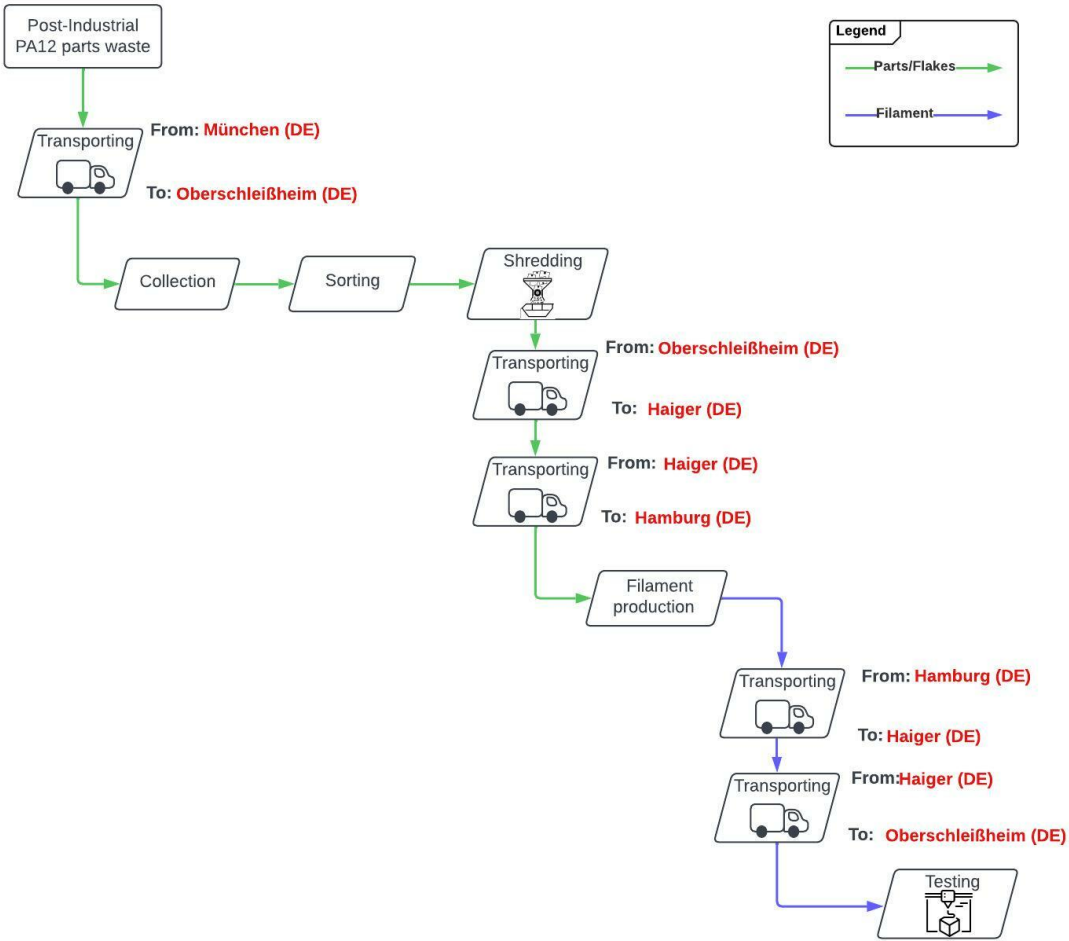 Post-Industrial
PA12 parts waste
Legend
Parts/Flakes
Filament
Transporting
From: München (DE)
To: Oberschleißheim (DE)
Collection
Sorting
Shredding
Transporting
From: Oberschleißheim (DE)
To: Haiger (DE)
Transporting
From: Haiger (DE)
To: Hamburg (DE)
Filament
production
Transporting
From: Hamburg (DE)
To: Haiger (DE)
Transporting
From:Haiger (DE)
To: Oberschleißheim (DE)
Testing